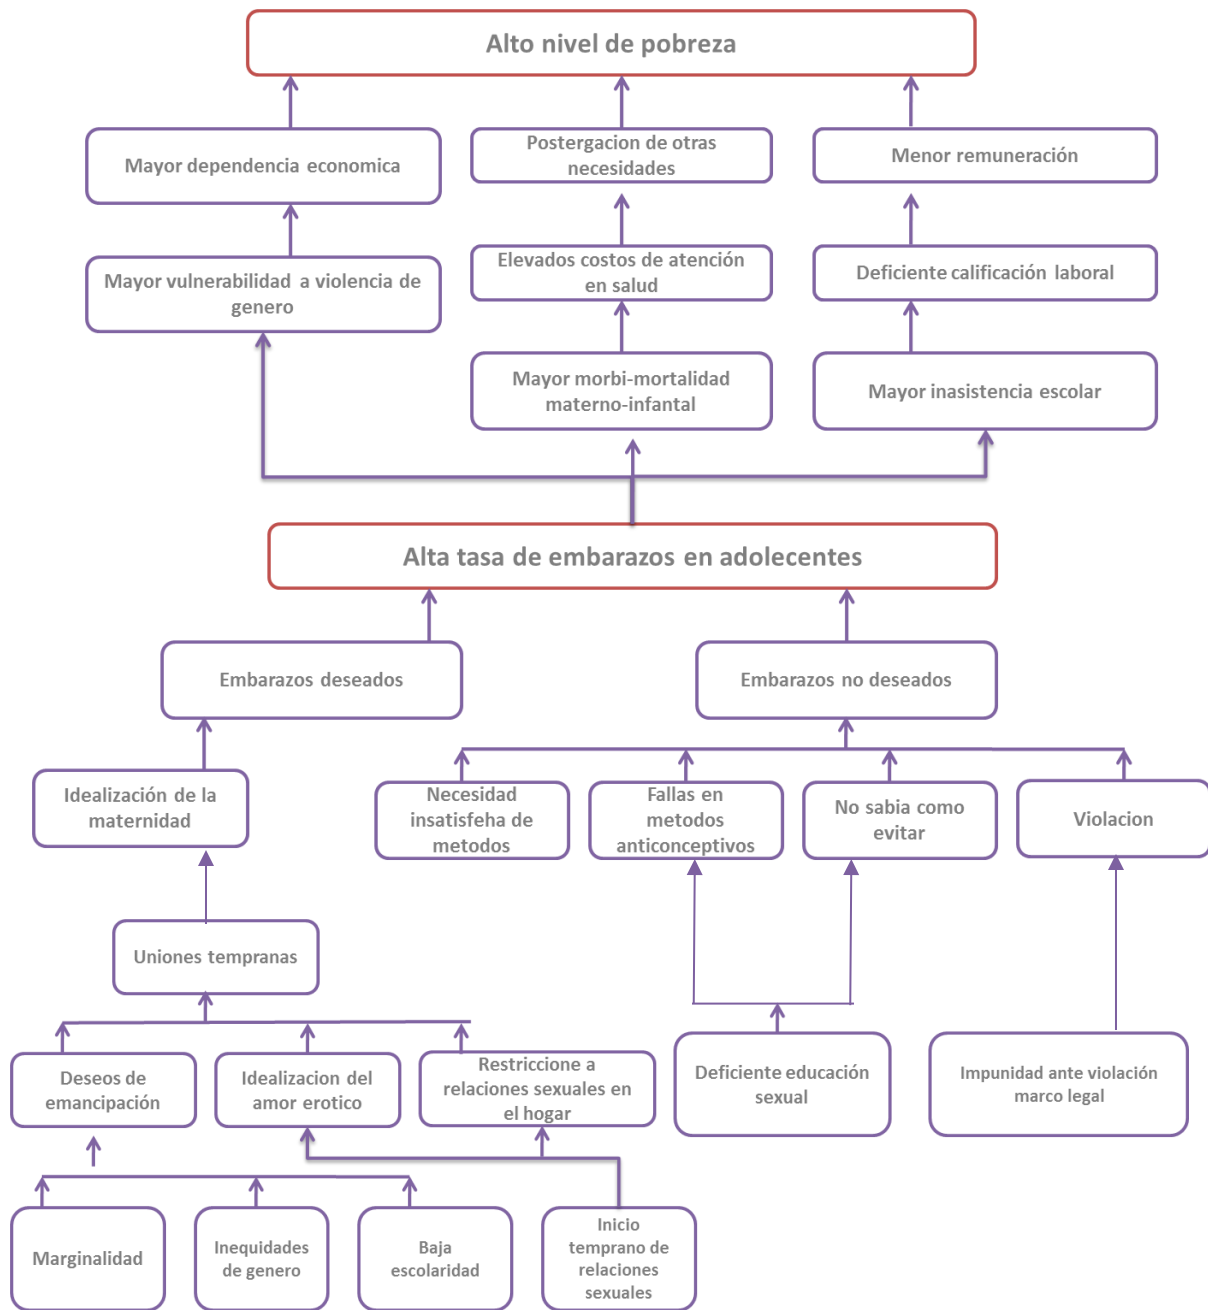 Alto nivel de pobreza
Mayor dependencia economica
Postergacion de otras
necesidades
Menor remuneración
Mayor vulnerabilidad a violencia de
genero
Elevados costos de atención
en salud
Deficiente calificación laboral
Mayor morbi-mortalidad
materno-infantal
Mayor inasistencia escolar
Alta tasa de embarazos en adolecentes
Embarazos deseados
Embarazos no deseados
Idealización de la
maternidad
Necesidad
insatisfeha de
metodos
Fallas en
metodos
anticonceptivos
No sabia como
evitar
Violacion
Uniones tempranas
Deseos de
emancipación
Idealizacion del
amor erotico
Restriccione a
relaciones sexuales en
el hogar
Deficiente educación
sexual
Impunidad ante violación
marco legal
Marginalidad
Inequidades
de genero
Baja
escolaridad
Inicio
temprano de
relaciones
sexuales